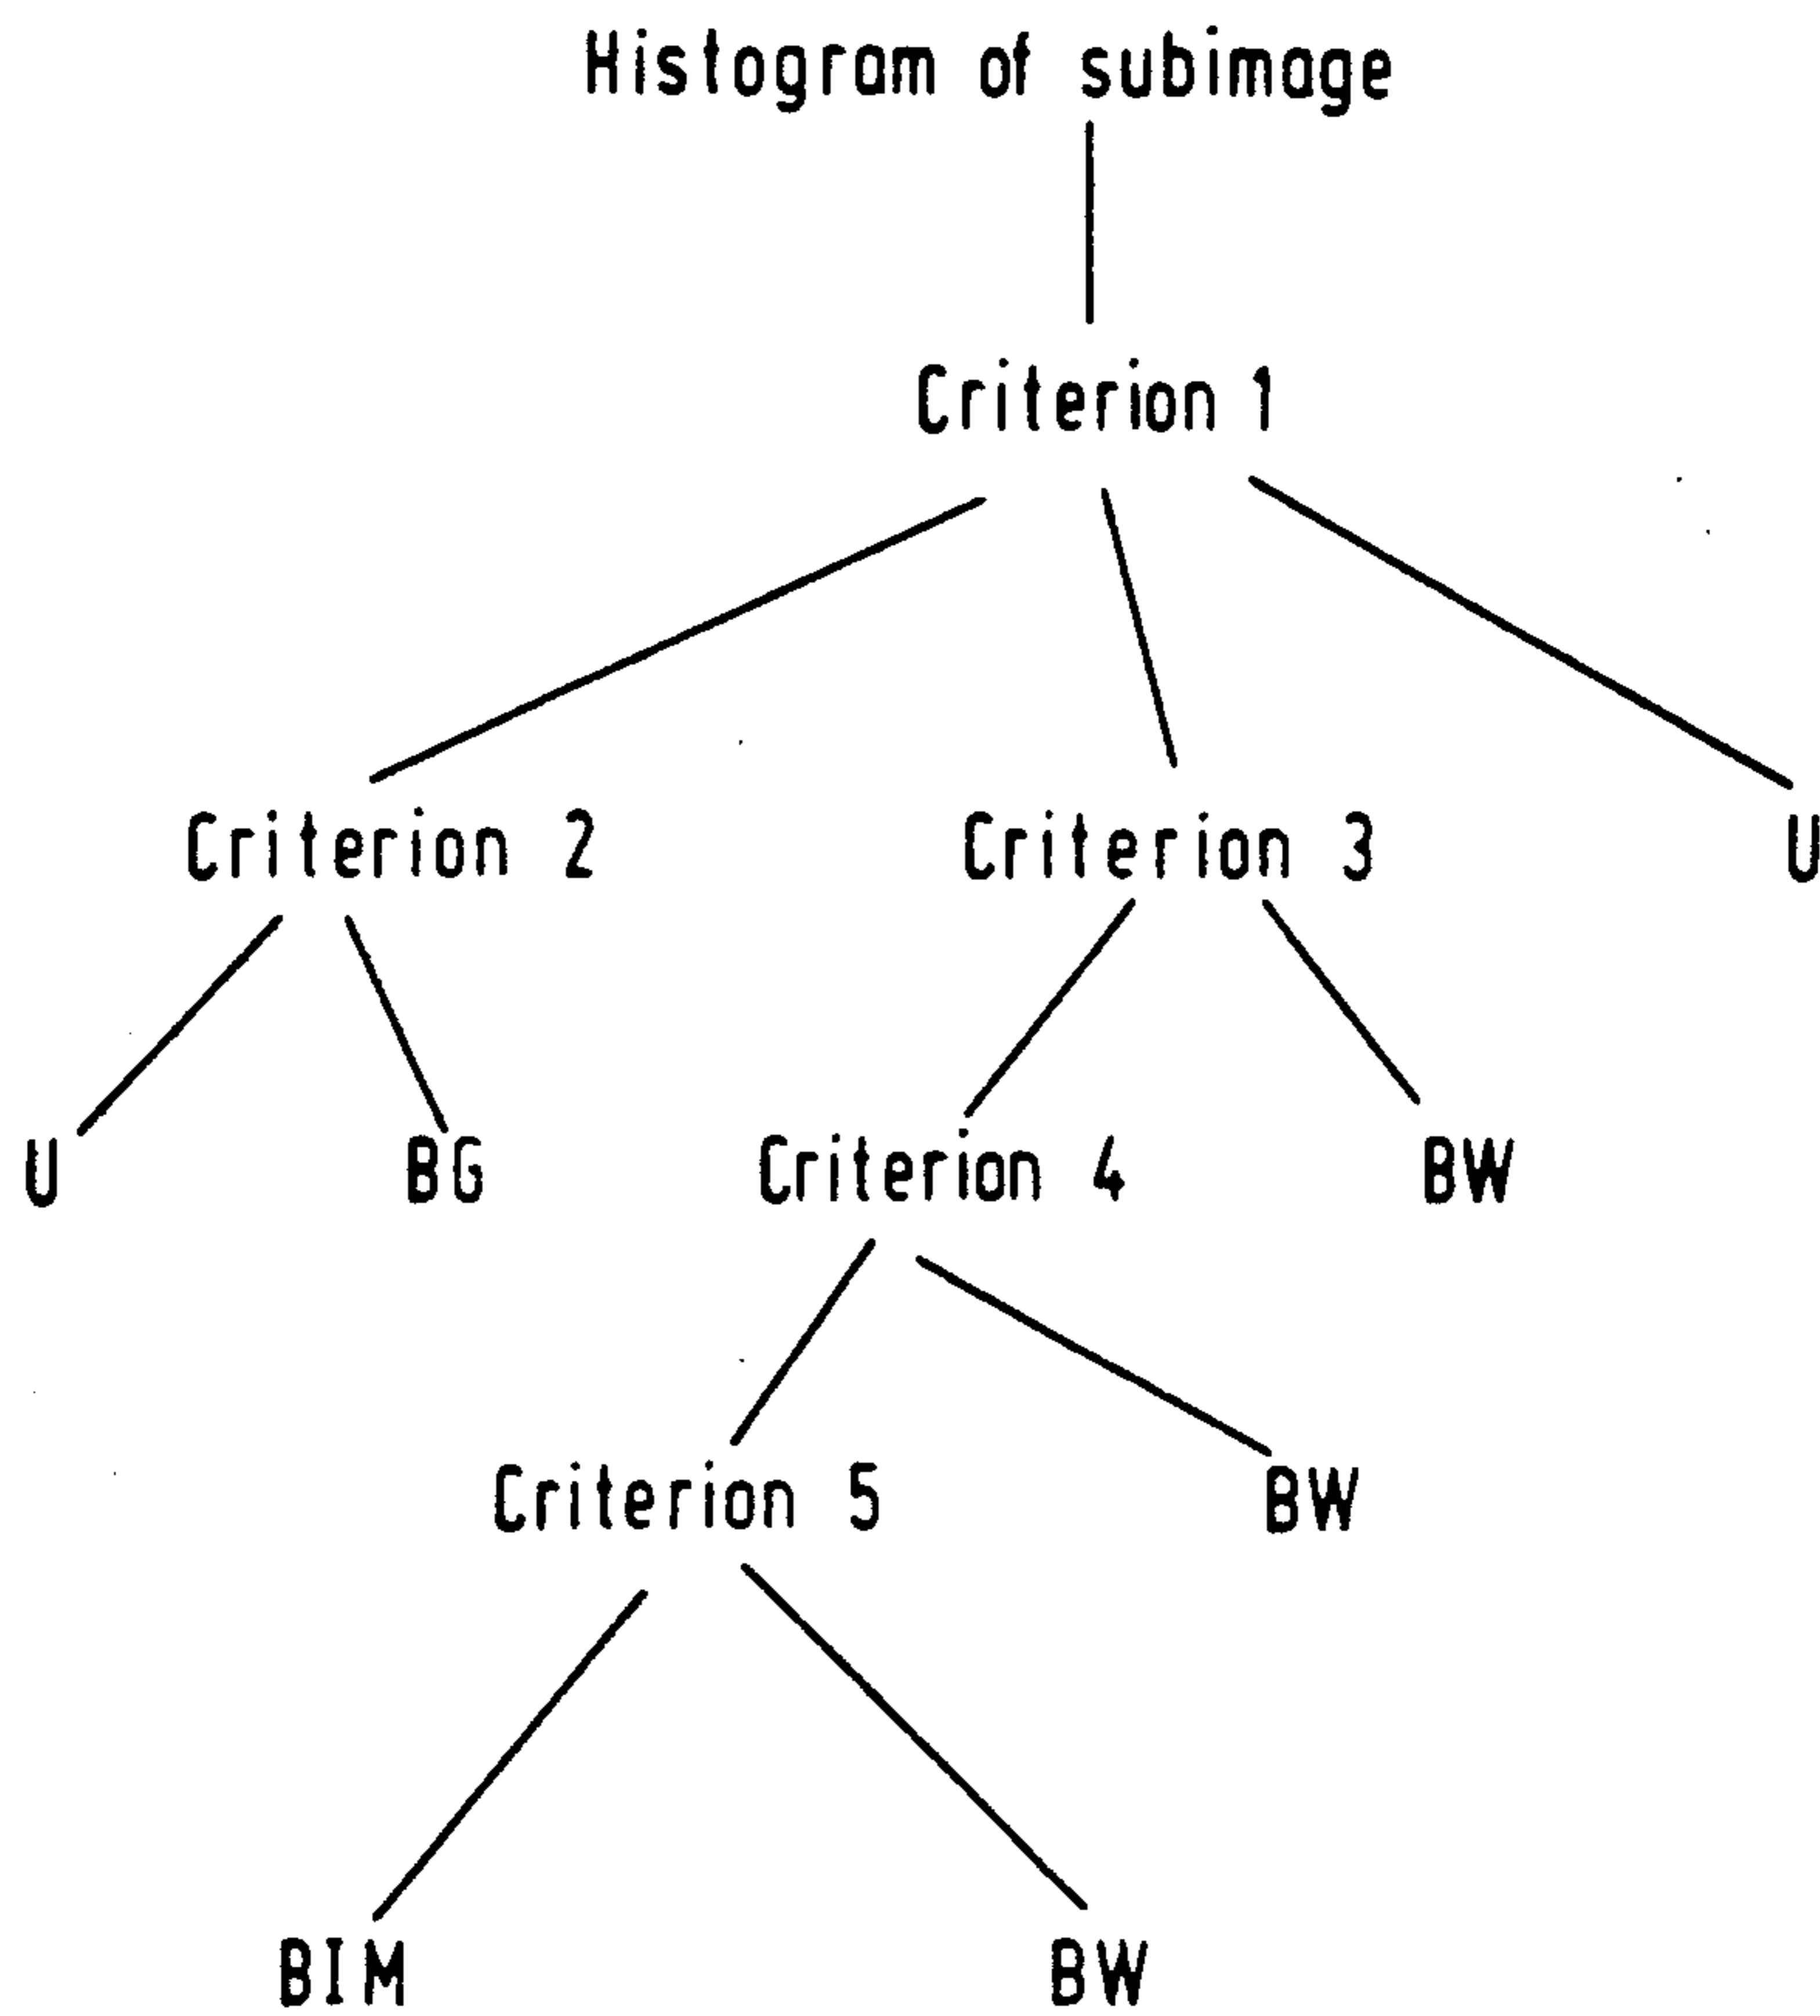 Histogram of subimage
Criterion 1
Criterion 2 Criterion 3 U
U BG Criterion 4 BW
Criterion 5 BW
BIM BW